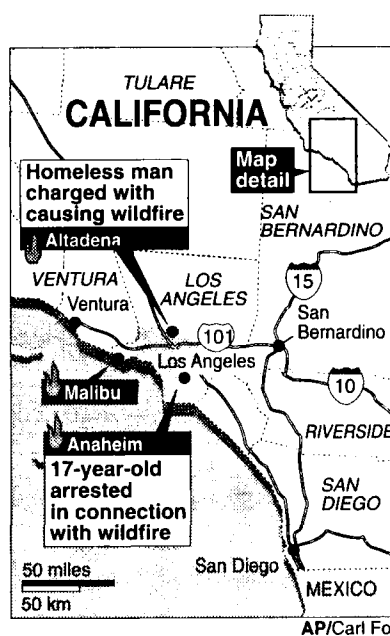 TULARE
CALIFORNIA
Map
detail
Homeless man
charged with
causing wildfire
Altadena
SAN
BERNARDINO
VENTURA
Ventura
LOS
ANGELES
15
San
Bernardino
101
Los Angeles
Malibu
10
Anaheim
RIVERSIDE
17-year-old
arrested
in connection
with wildfire
SAN
DIEGO
San Diego
50 miles
50 km
MEXICO
AP/Carl Fo